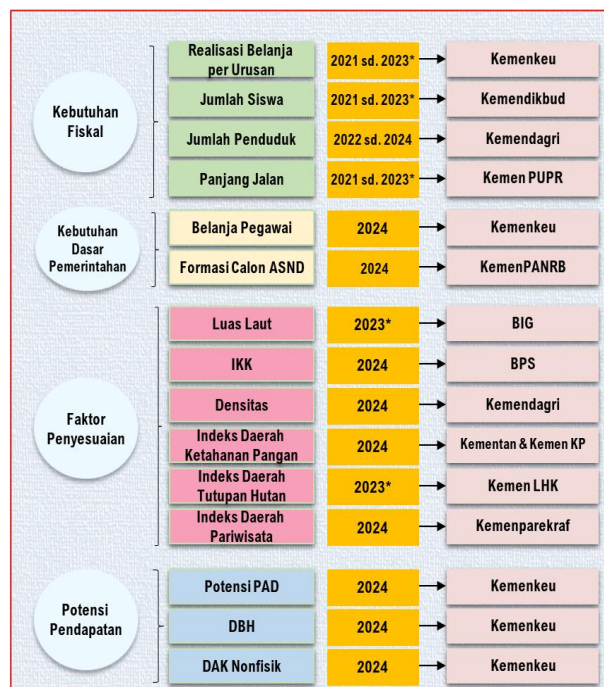 Kebutuhan
Fiskal
Realisasi Belanja
per Urusan
2021 sd. 2023*
Kemenkeu
Jumlah Siswa
2021 sd. 2023*
Kemendikbud
Jumlah Penduduk
2022 sd. 2024
Kemendagri
Panjang Jalan
2021 sd. 2023*
Kemen PUPR
Kebutuhan
Dasar
Pemerintahan
Belanja Pegawai
2024
Kemenkeu
Formasi Calon ASND
2024
KemenPANRB
Faktor
Penyesuaian
Luas Laut
2023*
BIG
IKK
2024
BPS
Densitas
2024
Kemendagri
Indeks Daerah
Ketahanan Pangan
2024
Kementan & Kemen KP
Indeks Daerah
Tutupan Hutan
2023*
Kemen LHK
Indeks Daerah
Pariwisata
2024
Kemenparekraf
Potensi
Pendapatan
Potensi PAD
2024
Kemenkeu
DBH
2024
Kemenkeu
DAK Nonfisik
2024
Kemenkeu